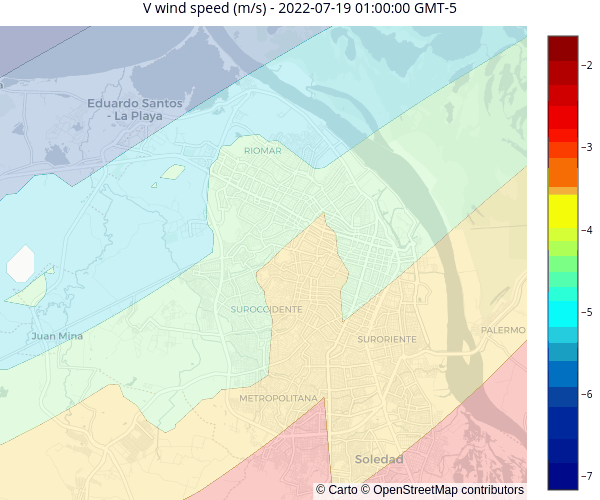 V wind speed (m/s) - 2022-07-19 01:00:00 GMT-5
Eduardo Santos
- La Playa
RIOMAR
SUROCCIDENTE
Juan Mina
SURORIENTE
PALERMO
METROPOLITANA
Soledad
© Carto © OpenStreetMap contributors
−2
−3
−4
−5
−6
−7